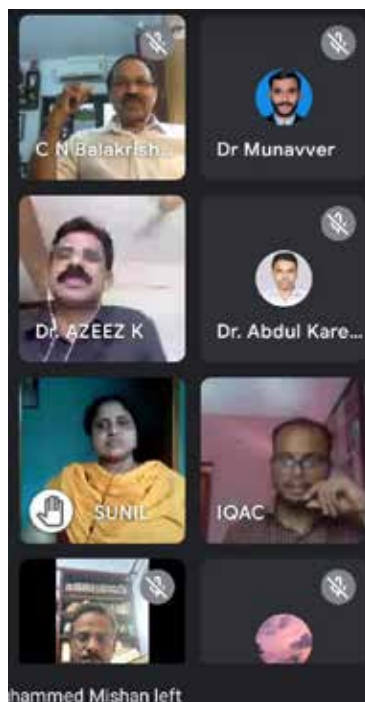 C N Balakrish...
Dr Munavver
Dr. AZEEZ K
Dr. Abdul Kare...
SUNIL
IQAC
hammed Mishan left